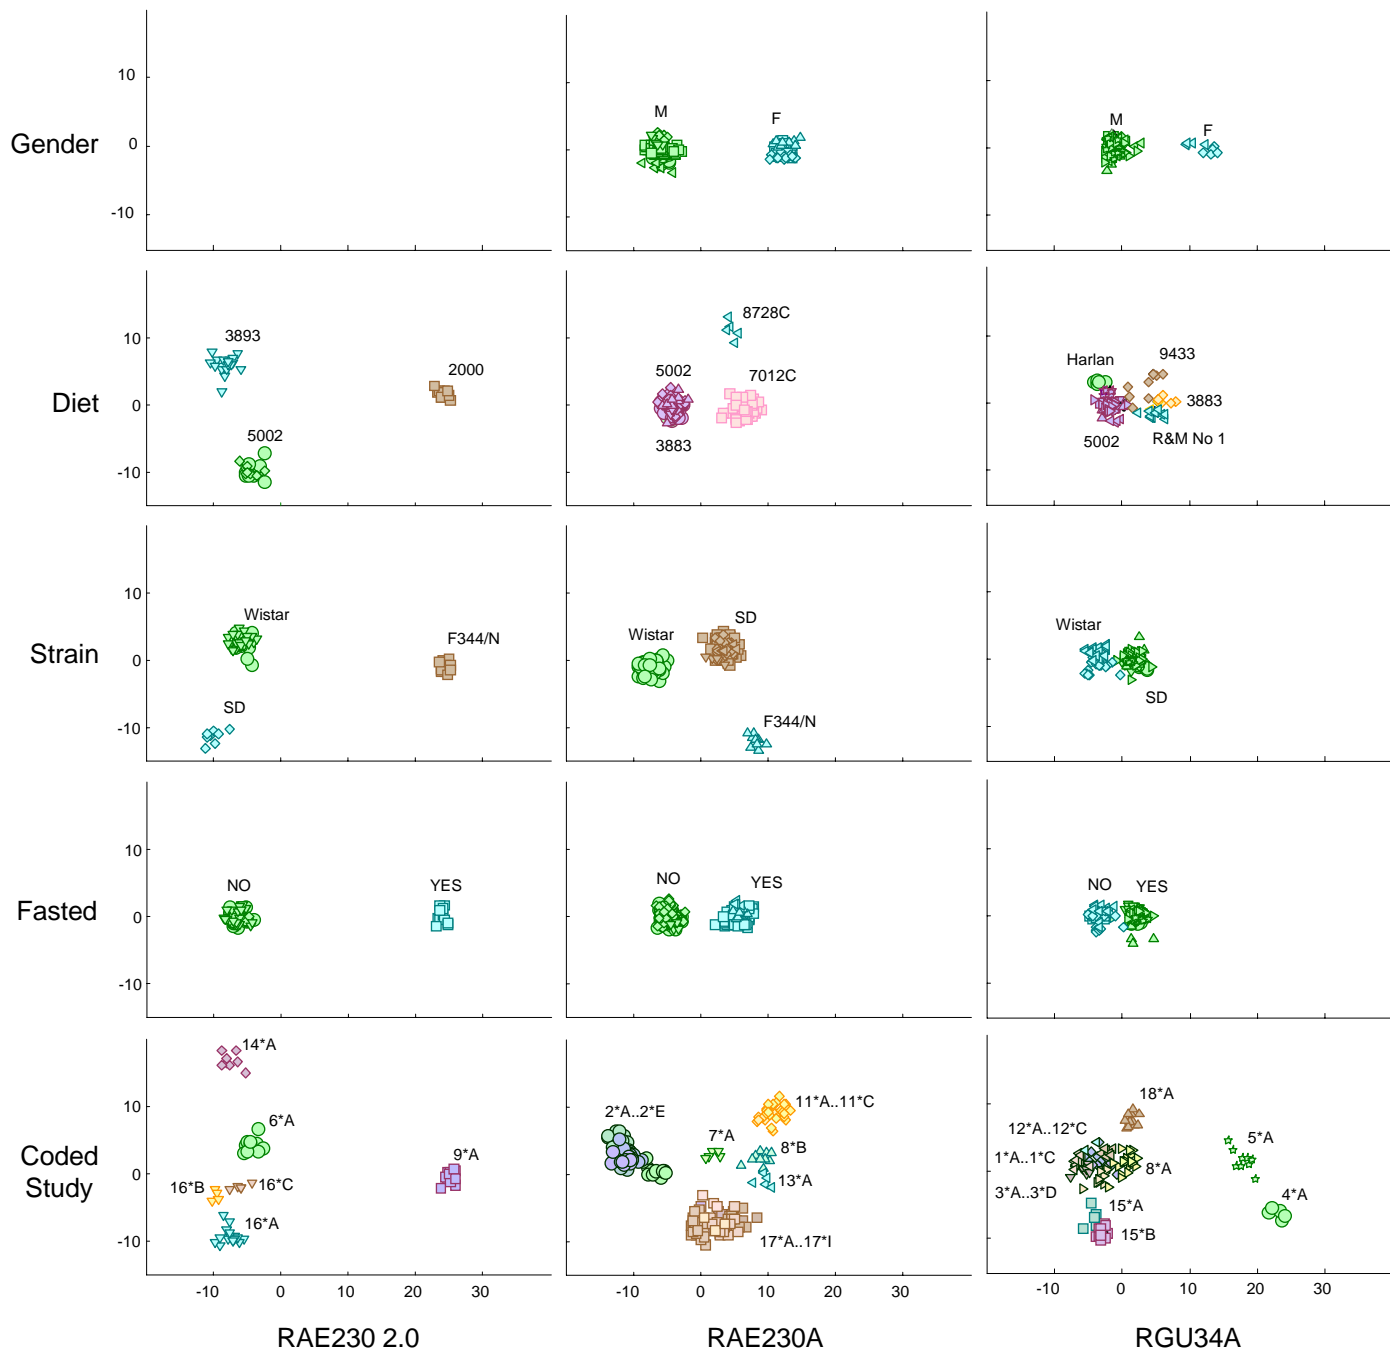 Gender
10
0
-10
M
F
M
F
Diet
10
0
-10
3893
2000
5002
8728C
5002
7012C
3883
Harlan
9433
3883
5002
R&M No 1
Strain
10
0
-10
Wistar
F344/N
SD
Wistar
SD
F344/N
Wistar
SD
Fasted
10
0
-10
NO
YES
NO
YES
NO
YES
Coded
Study
10
0
-10
14*A
6*A
9*A
16*B
16*C
16*A
2*A..2*E
11*A..11*C
7*A
8*B
13*A
17*A..17*I
18*A
12*A..12*C
5*A
1*A..1*C
8*A
3*A..3*D
15*A
4*A
15*B
-10 0 10 20 30
-10 0 10 20 30
-10 0 10 20 30
RAE230 2.0
RAE230A
RGU34A